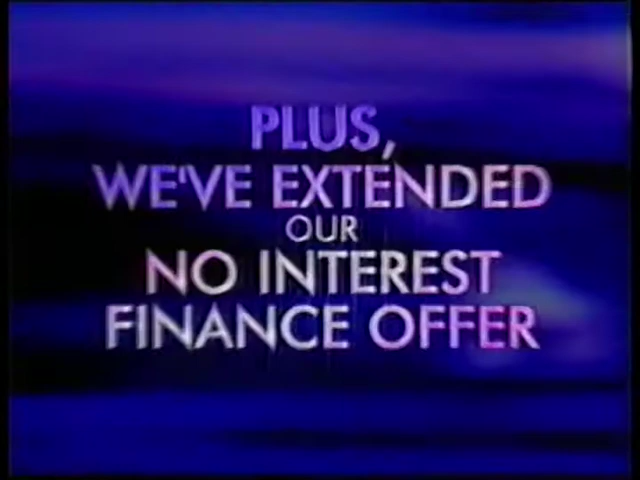 PLUS,
WE'VE EXTENDED
OUR
NO INTEREST
FINANCE OFFER